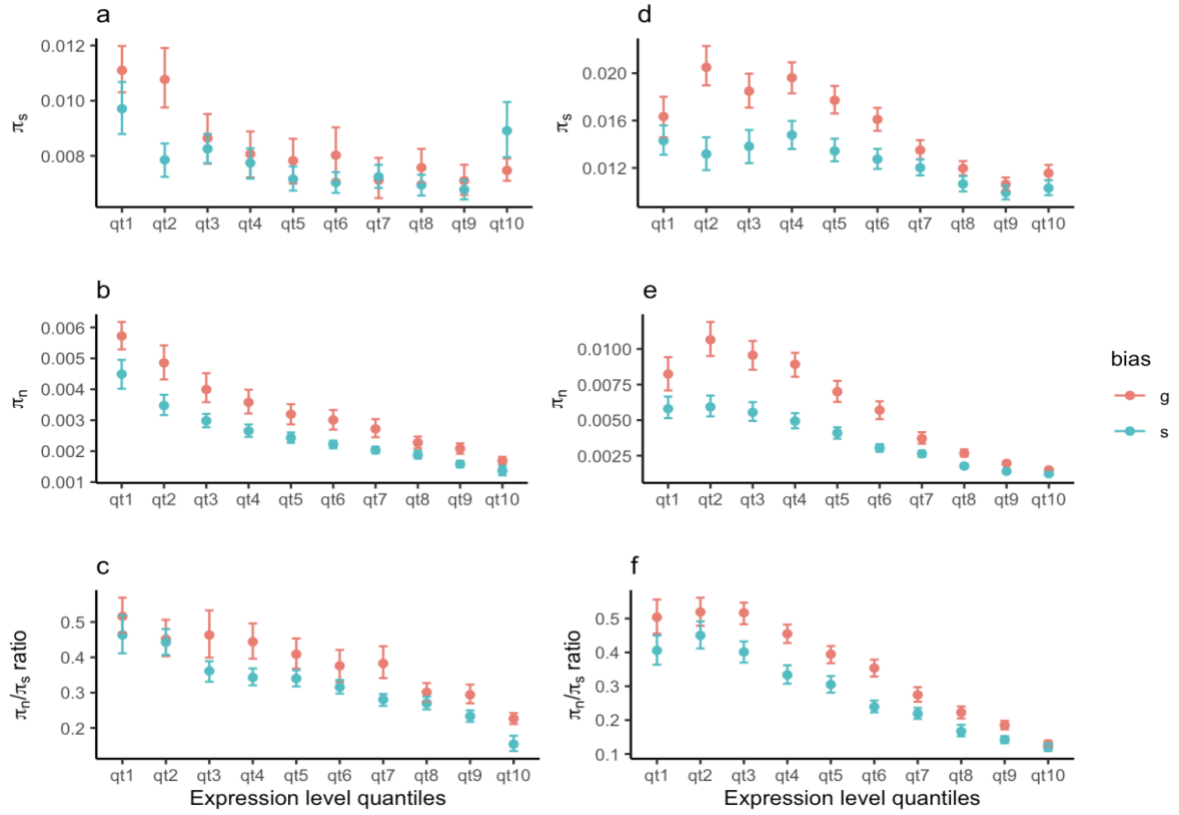 a
0.012
0.010
0.008
πs
qt1 qt2 qt3 qt4 qt5 qt6 qt7 qt8 qt9 qt10
d
0.020
0.016
0.012
πs
qt1 qt2 qt3 qt4 qt5 qt6 qt7 qt8 qt9 qt10
b
0.006
0.005
0.004
0.003
0.002
0.001
πn
qt1 qt2 qt3 qt4 qt5 qt6 qt7 qt8 qt9 qt10
e
0.0100
0.0075
0.0050
0.0025
πn
qt1 qt2 qt3 qt4 qt5 qt6 qt7 qt8 qt9 qt10
bias
g
s
c
0.5
0.4
0.3
0.2
πn/πs ratio
qt1 qt2 qt3 qt4 qt5 qt6 qt7 qt8 qt9 qt10
Expression level quantiles
f
0.5
0.4
0.3
0.2
0.1
πn/πs ratio
qt1 qt2 qt3 qt4 qt5 qt6 qt7 qt8 qt9 qt10
Expression level quantiles